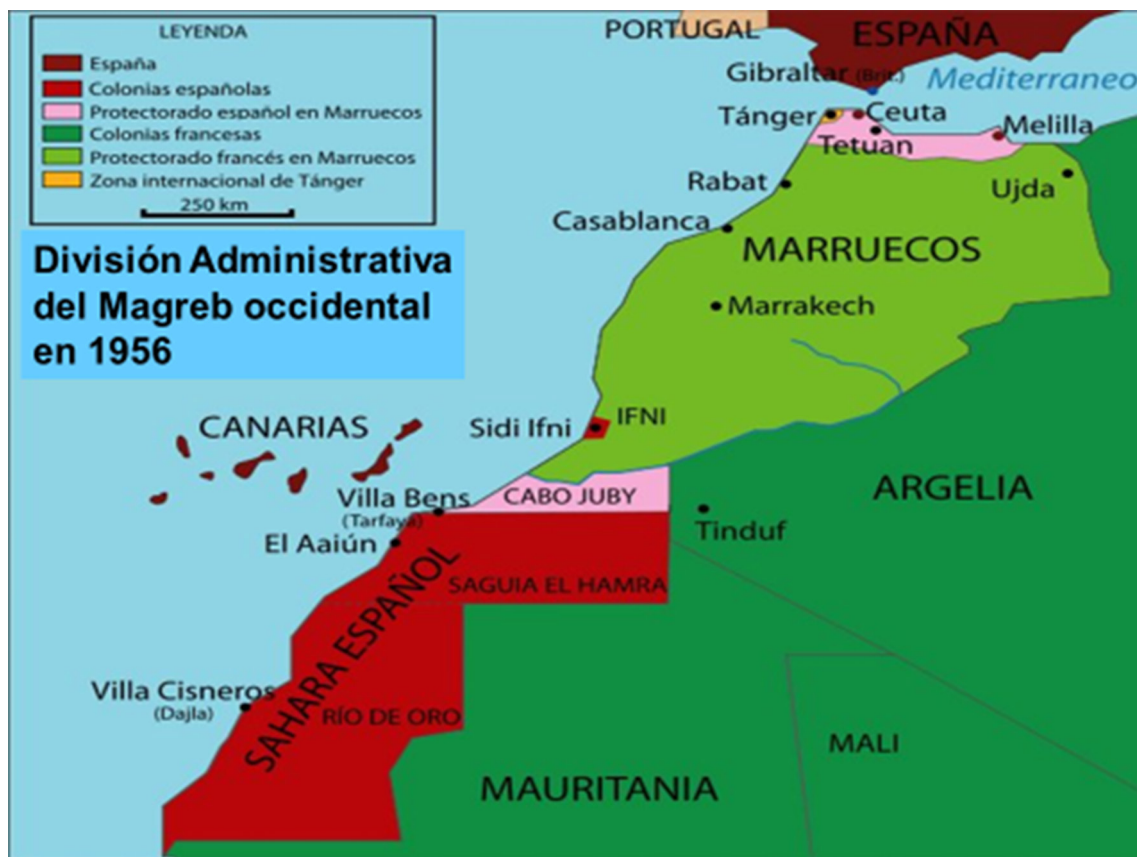 LEYENDA
España
Colonias españolas
Protectorado español en Marruecos
Colonias francesas
Protectorado francés en Marruecos
Zona internacional de Tánger
250 km
División Administrativa
del Magreb occidental
en 1956
PORTUGAL
ESPAÑA
Gibraltar (Brit.)
Mediterraneo
Tánger
Ceuta
Tetuan
Melilla
Rabat
Ujda
Casablanca
MARRUECOS
Marrakech
CANARIAS
Sidi Ifni
IFNI
Villa Bens
(Tarfaya)
CABO JUBY
ARGELIA
Tinduf
El Aaiún
SAGUIA EL HAMRA
SAHARA ESPAÑOL
Villa Cisneros
(Dajla)
RÍO DE ORO
MALI
MAURITANIA